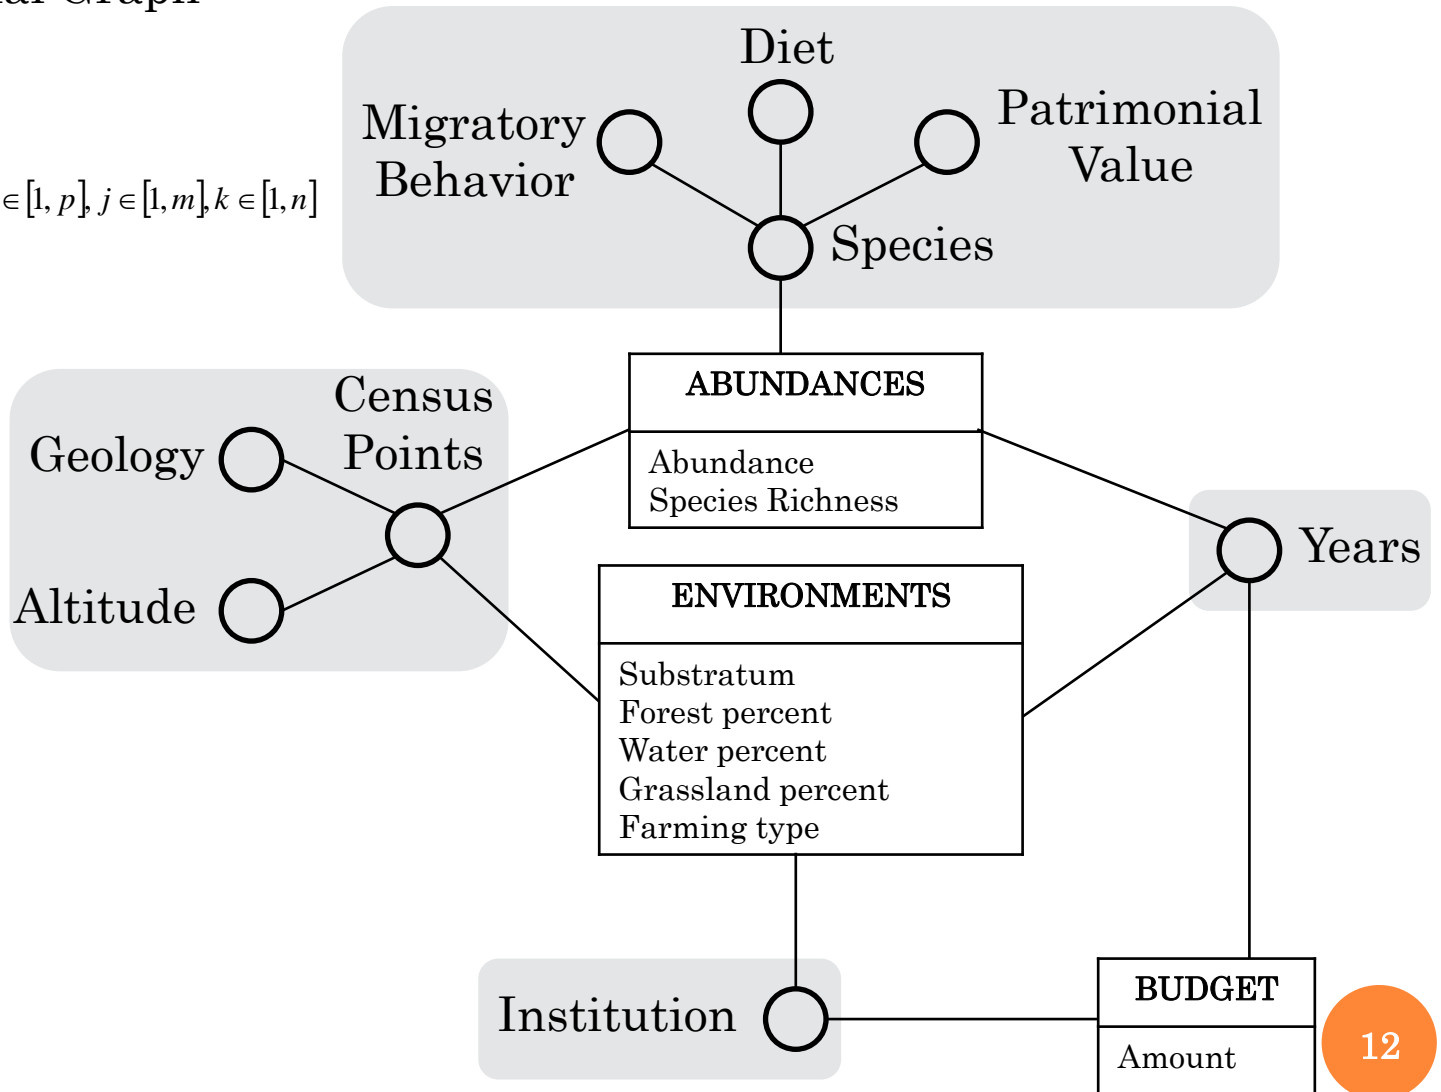 Graph
∈[1, p], j ∈[1,m], k ∈[1,n]
Diet
Migratory
Behavior
Patrimonial
Value
Species
ABUNDANCES
Abundance
Species Richness
Census
Points
Geology
Altitude
Years
ENVIRONMENTS
Substratum
Forest percent
Water percent
Grassland percent
Farming type
Institution
BUDGET
Amount
12